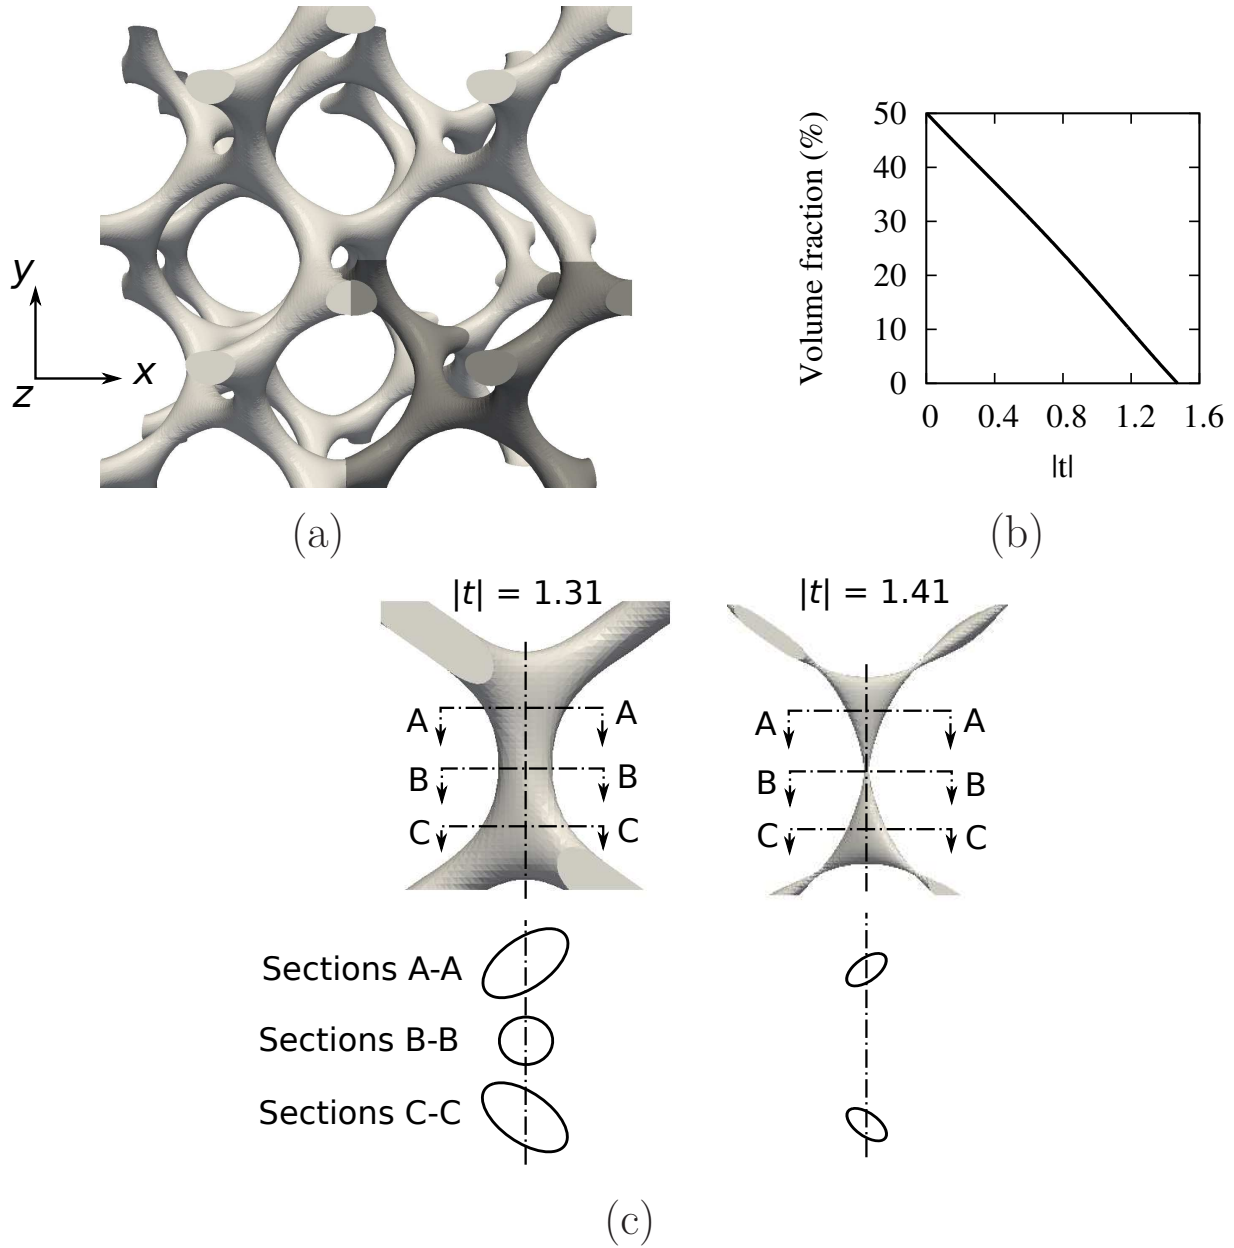 y
x
z
(a)
Volume fraction (%)
50
40
30
20
10
0
0 0.4 0.8 1.2 1.6
|t|
(b)
|t| = 1.31
A A
B B
C C
|t| = 1.41
A A
B B
C C
Sections A-A
Sections B-B
Sections C-C
(c)